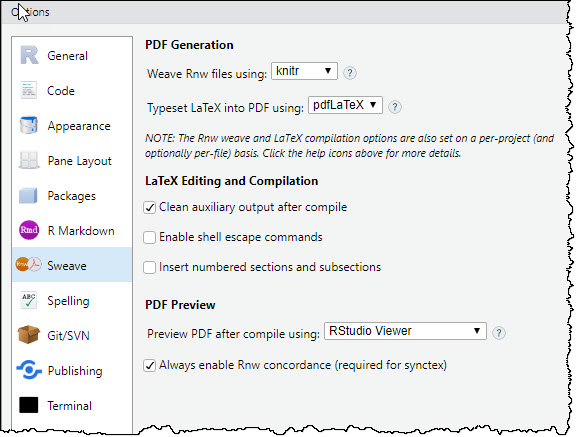 Options
General
Code
Appearance
Pane Layout
Packages
Rmd
R Markdown
Rnw
Sweave
ABC
Spelling
Git/SVN
Publishing
Terminal
PDF Generation
Weave Rnw files using: knitr ?
Typeset LaTeX into PDF using: pdfLaTeX ?
NOTE: The Rnw weave and LaTeX compilation options are also set on a per-project (and
optionally per-file) basis. Click the help icons above for more details.
LaTeX Editing and Compilation
Clean auxiliary output after compile
Enable shell escape commands
Insert numbered sections and subsections
PDF Preview
Preview PDF after compile using: RStudio Viewer ?
Always enable Rnw concordance (required for synctex)